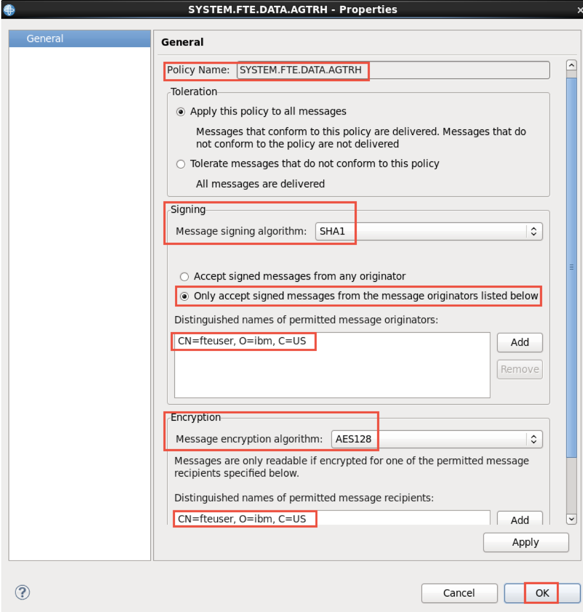 SYSTEM.FTE.DATA.AGTRH - Properties
General
General
Policy Name: SYSTEM.FTE.DATA.AGTRH
Toleration
Apply this policy to all messages
Messages that conform to this policy are delivered. Messages that do
not conform to the policy are not delivered
Tolerate messages that do not conform to this policy
All messages are delivered
Signing
Message signing algorithm: SHA1
Accept signed messages from any originator
Only accept signed messages from the message originators listed below
Distinguished names of permitted message originators:
CN=fteuser, O=ibm, C=US
Add
Remove
Encryption
Message encryption algorithm: AES128
Messages are only readable if encrypted for one of the permitted message
recipients specified below.
Distinguished names of permitted message recipients:
CN=fteuser, O=ibm, C=US
Add
Apply
?
Cancel
OK